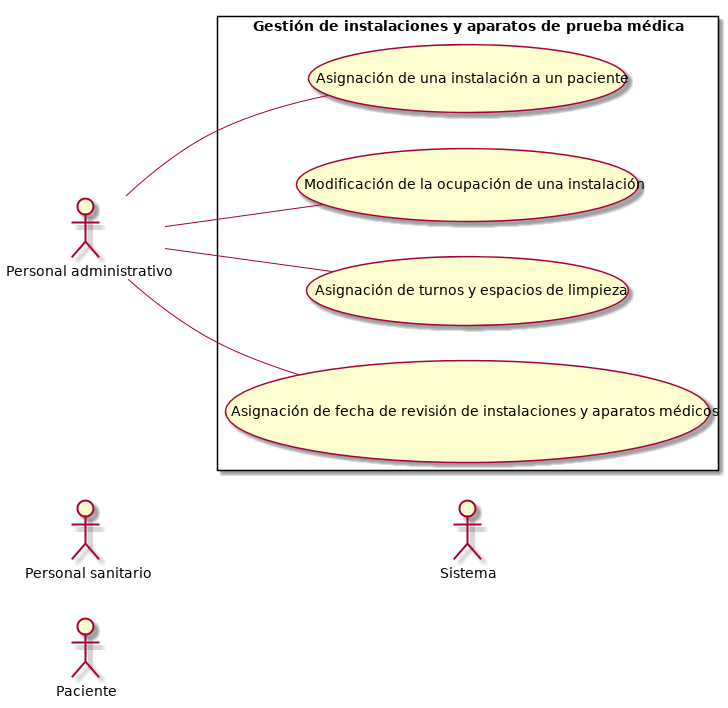 Gestión de instalaciones y aparatos de prueba médica
Asignación de una instalación a un paciente
Modificación de la ocupación de una instalación
Personal administrativo
Asignación de turnos y espacios de limpieza
Asignación de fecha de revisión de instalaciones y aparatos médicos
Personal sanitario
Sistema
Paciente